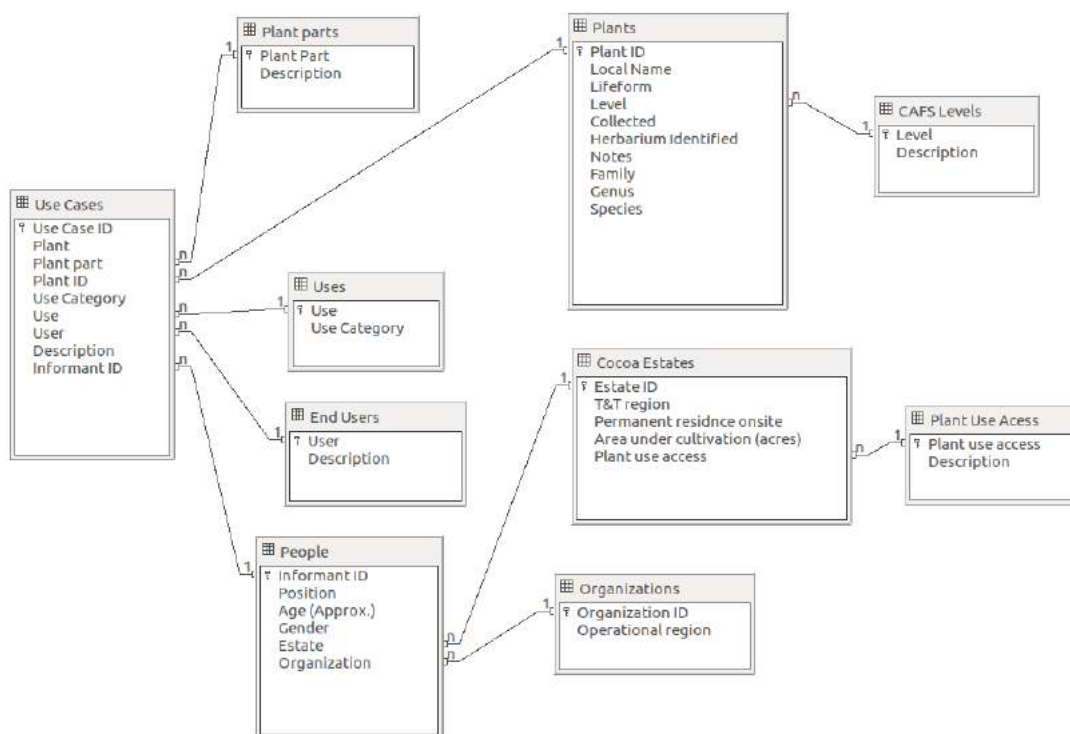 Plant parts
Plant Part
Description
Plants
Plant ID
Local Name
Lifeform
Level
Collected
Herbarium Identified
Notes
Family
Genus
Species
CAFS Levels
Level
Description
Use Cases
Use Case ID
Plant
Plant part
Plant ID
Use Category
Use
User
Description
Informant ID
Uses
Use
Use Category
End Users
User
Description
Cocoa Estates
Estate ID
T&T region
Permanent residnce onsite
Area under cultivation (acres)
Plant use access
Plant Use Acess
Plant use access
Description
People
Informant ID
Position
Age (Approx.)
Gender
Estate
Organization
Organizations
Organization ID
Operational region
1
1
n
1
n
n
1
n
n
1
n
1
1
n
1
n
n
1